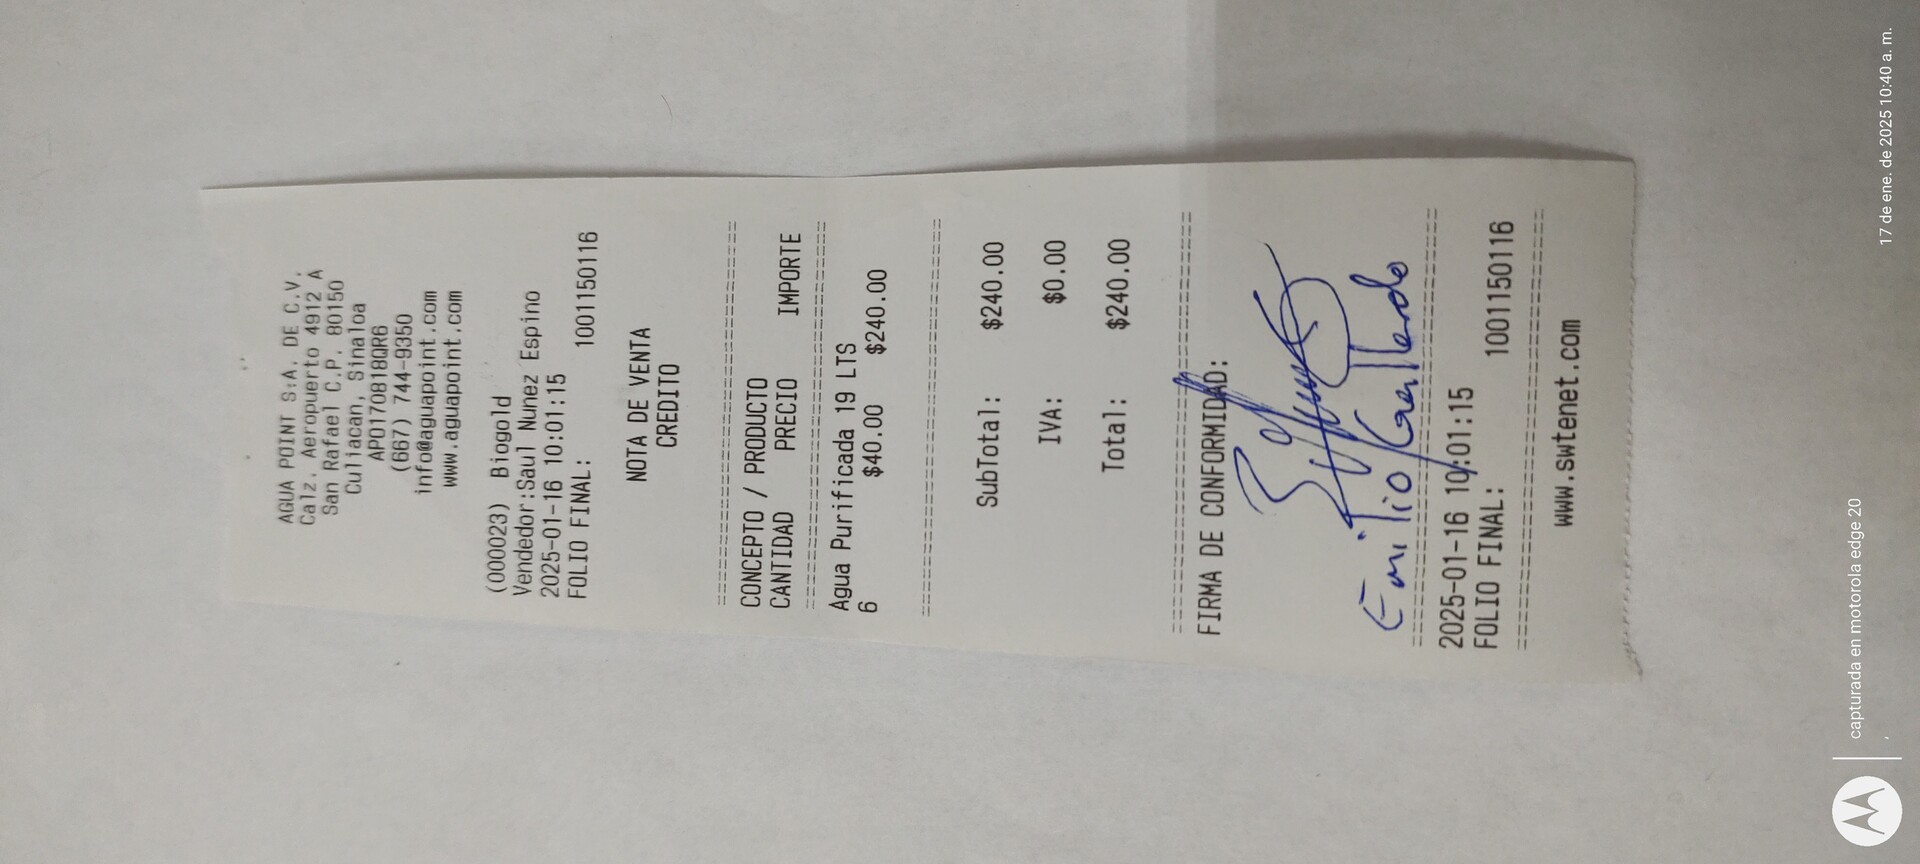 AGUA POINT S.A. DE C.V.
Calz. Aeropuerto 4912 A
San Rafael C.P. 80150
Culiacan, Sinaloa
APO170818QR6
(667) 744-9350
info@aguapoint.com
www.aguapoint.com
(000023) Biogold
Vendedor:Saul Nunez Espino
2025-01-16 10:01:15
FOLIO FINAL: 1001150116
NOTA DE VENTA
CREDITO
CONCEPTO / PRODUCTO
CANTIDAD PRECIO IMPORTE
Agua Purificada 19 LTS
6 $40.00 $240.00
SubTotal: $240.00
IVA: $0.00
Total: $240.00
FIRMA DE CONFORMIDAD:
Emilio Gallardo
2025-01-16 10:01:15
FOLIO FINAL: 1001150116
www.swtenet.com
capturada en motorola edge 20
17 de ene. de 2025 10:40 a. m.